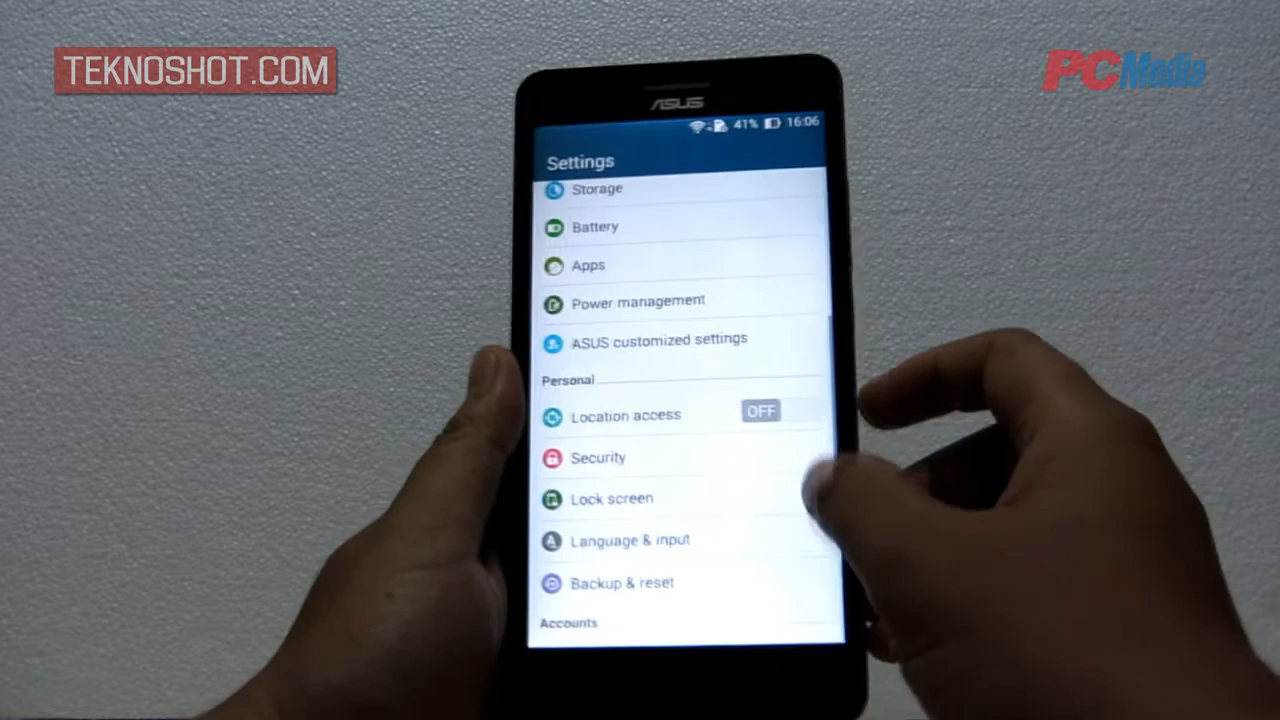 TEKNOSHOT.COM
PCMedia
ASUS
41% 16:06
Settings
Storage
Battery
Apps
Power management
ASUS customized settings
Personal
Location access OFF
Security
Lock screen
Language & input
Backup & reset
Accounts